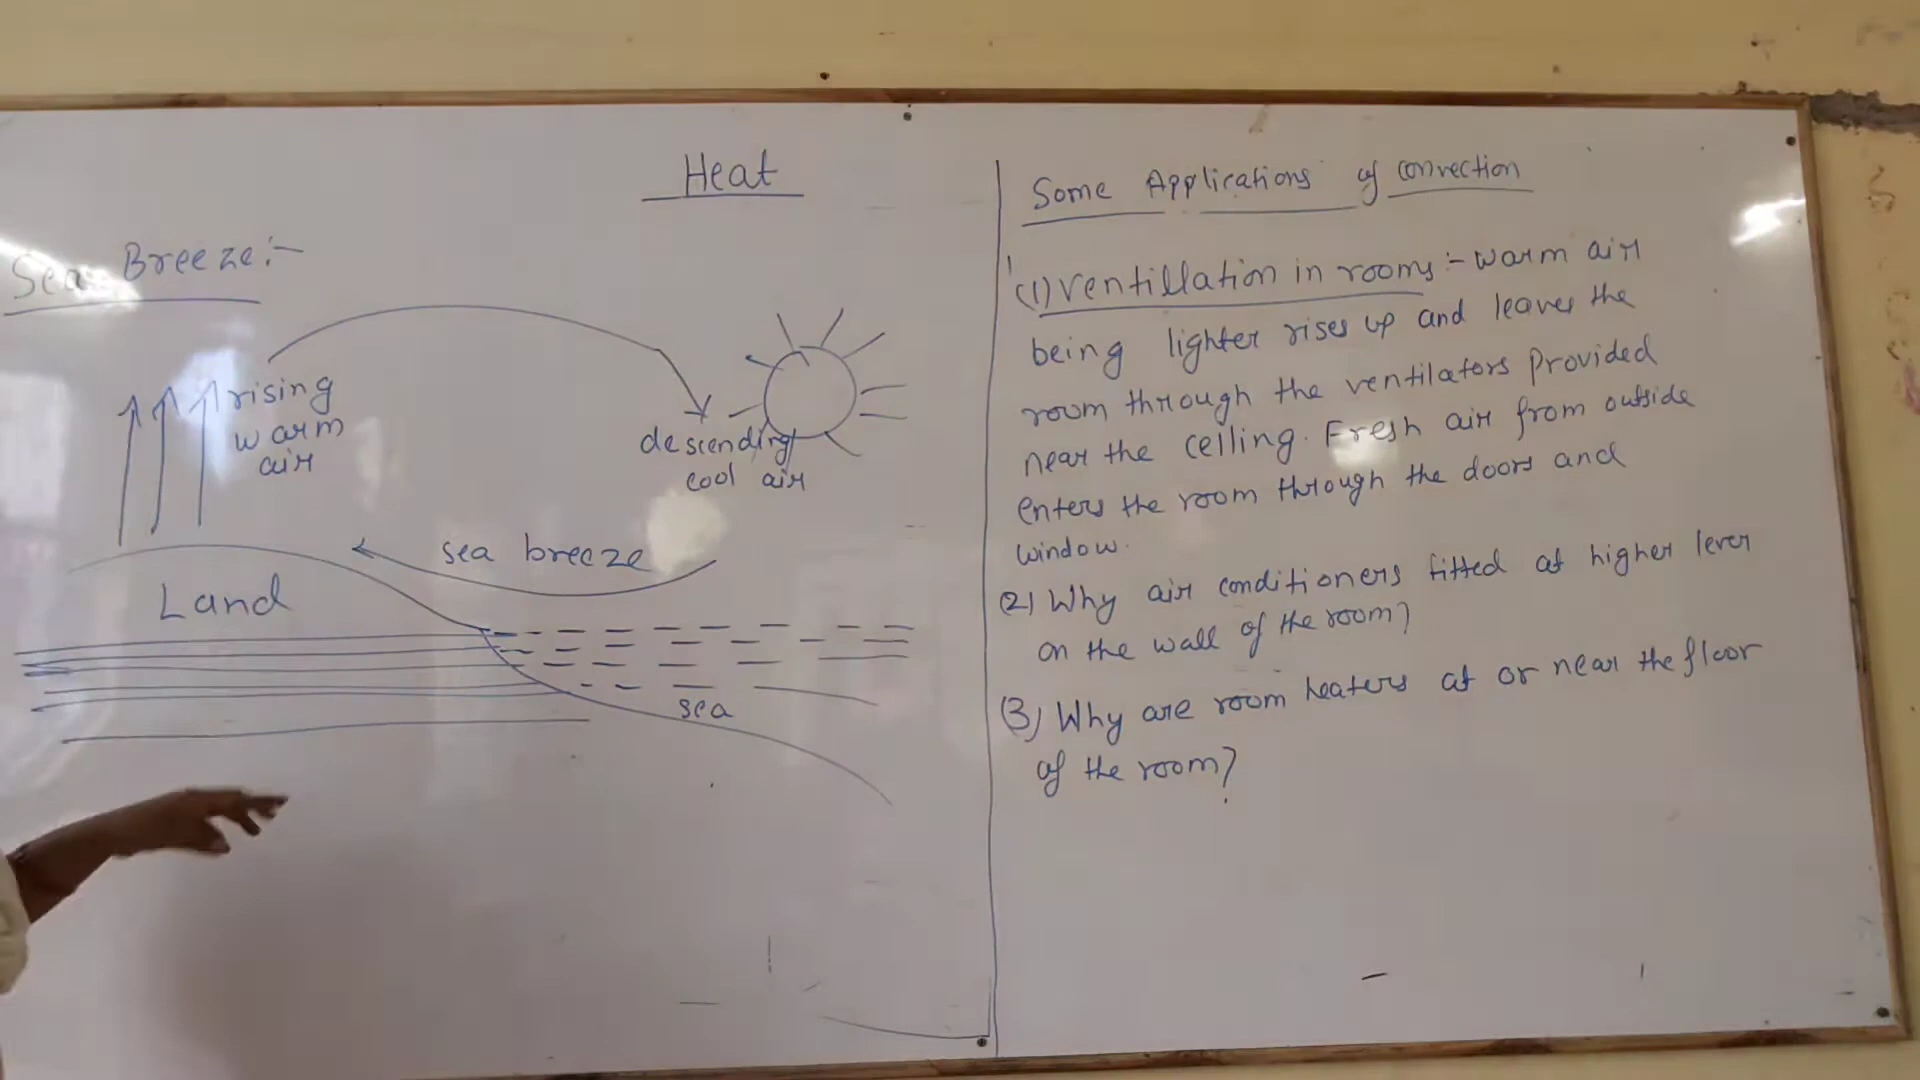 Heat
Sea Breeze:-
rising
warm
air
descending
cool air
sea breeze
Land
sea
Some Applications of convection
(1) Ventillation in rooms:- Warm air
being lighter rises up and leaves the
room through the ventilators provided
near the ceiling. Fresh air from outside
enters the room through the doors and
window.
(2) Why air conditioners fitted at higher lever
on the wall of the room?
(3) Why are room heaters at or near the floor
of the room?